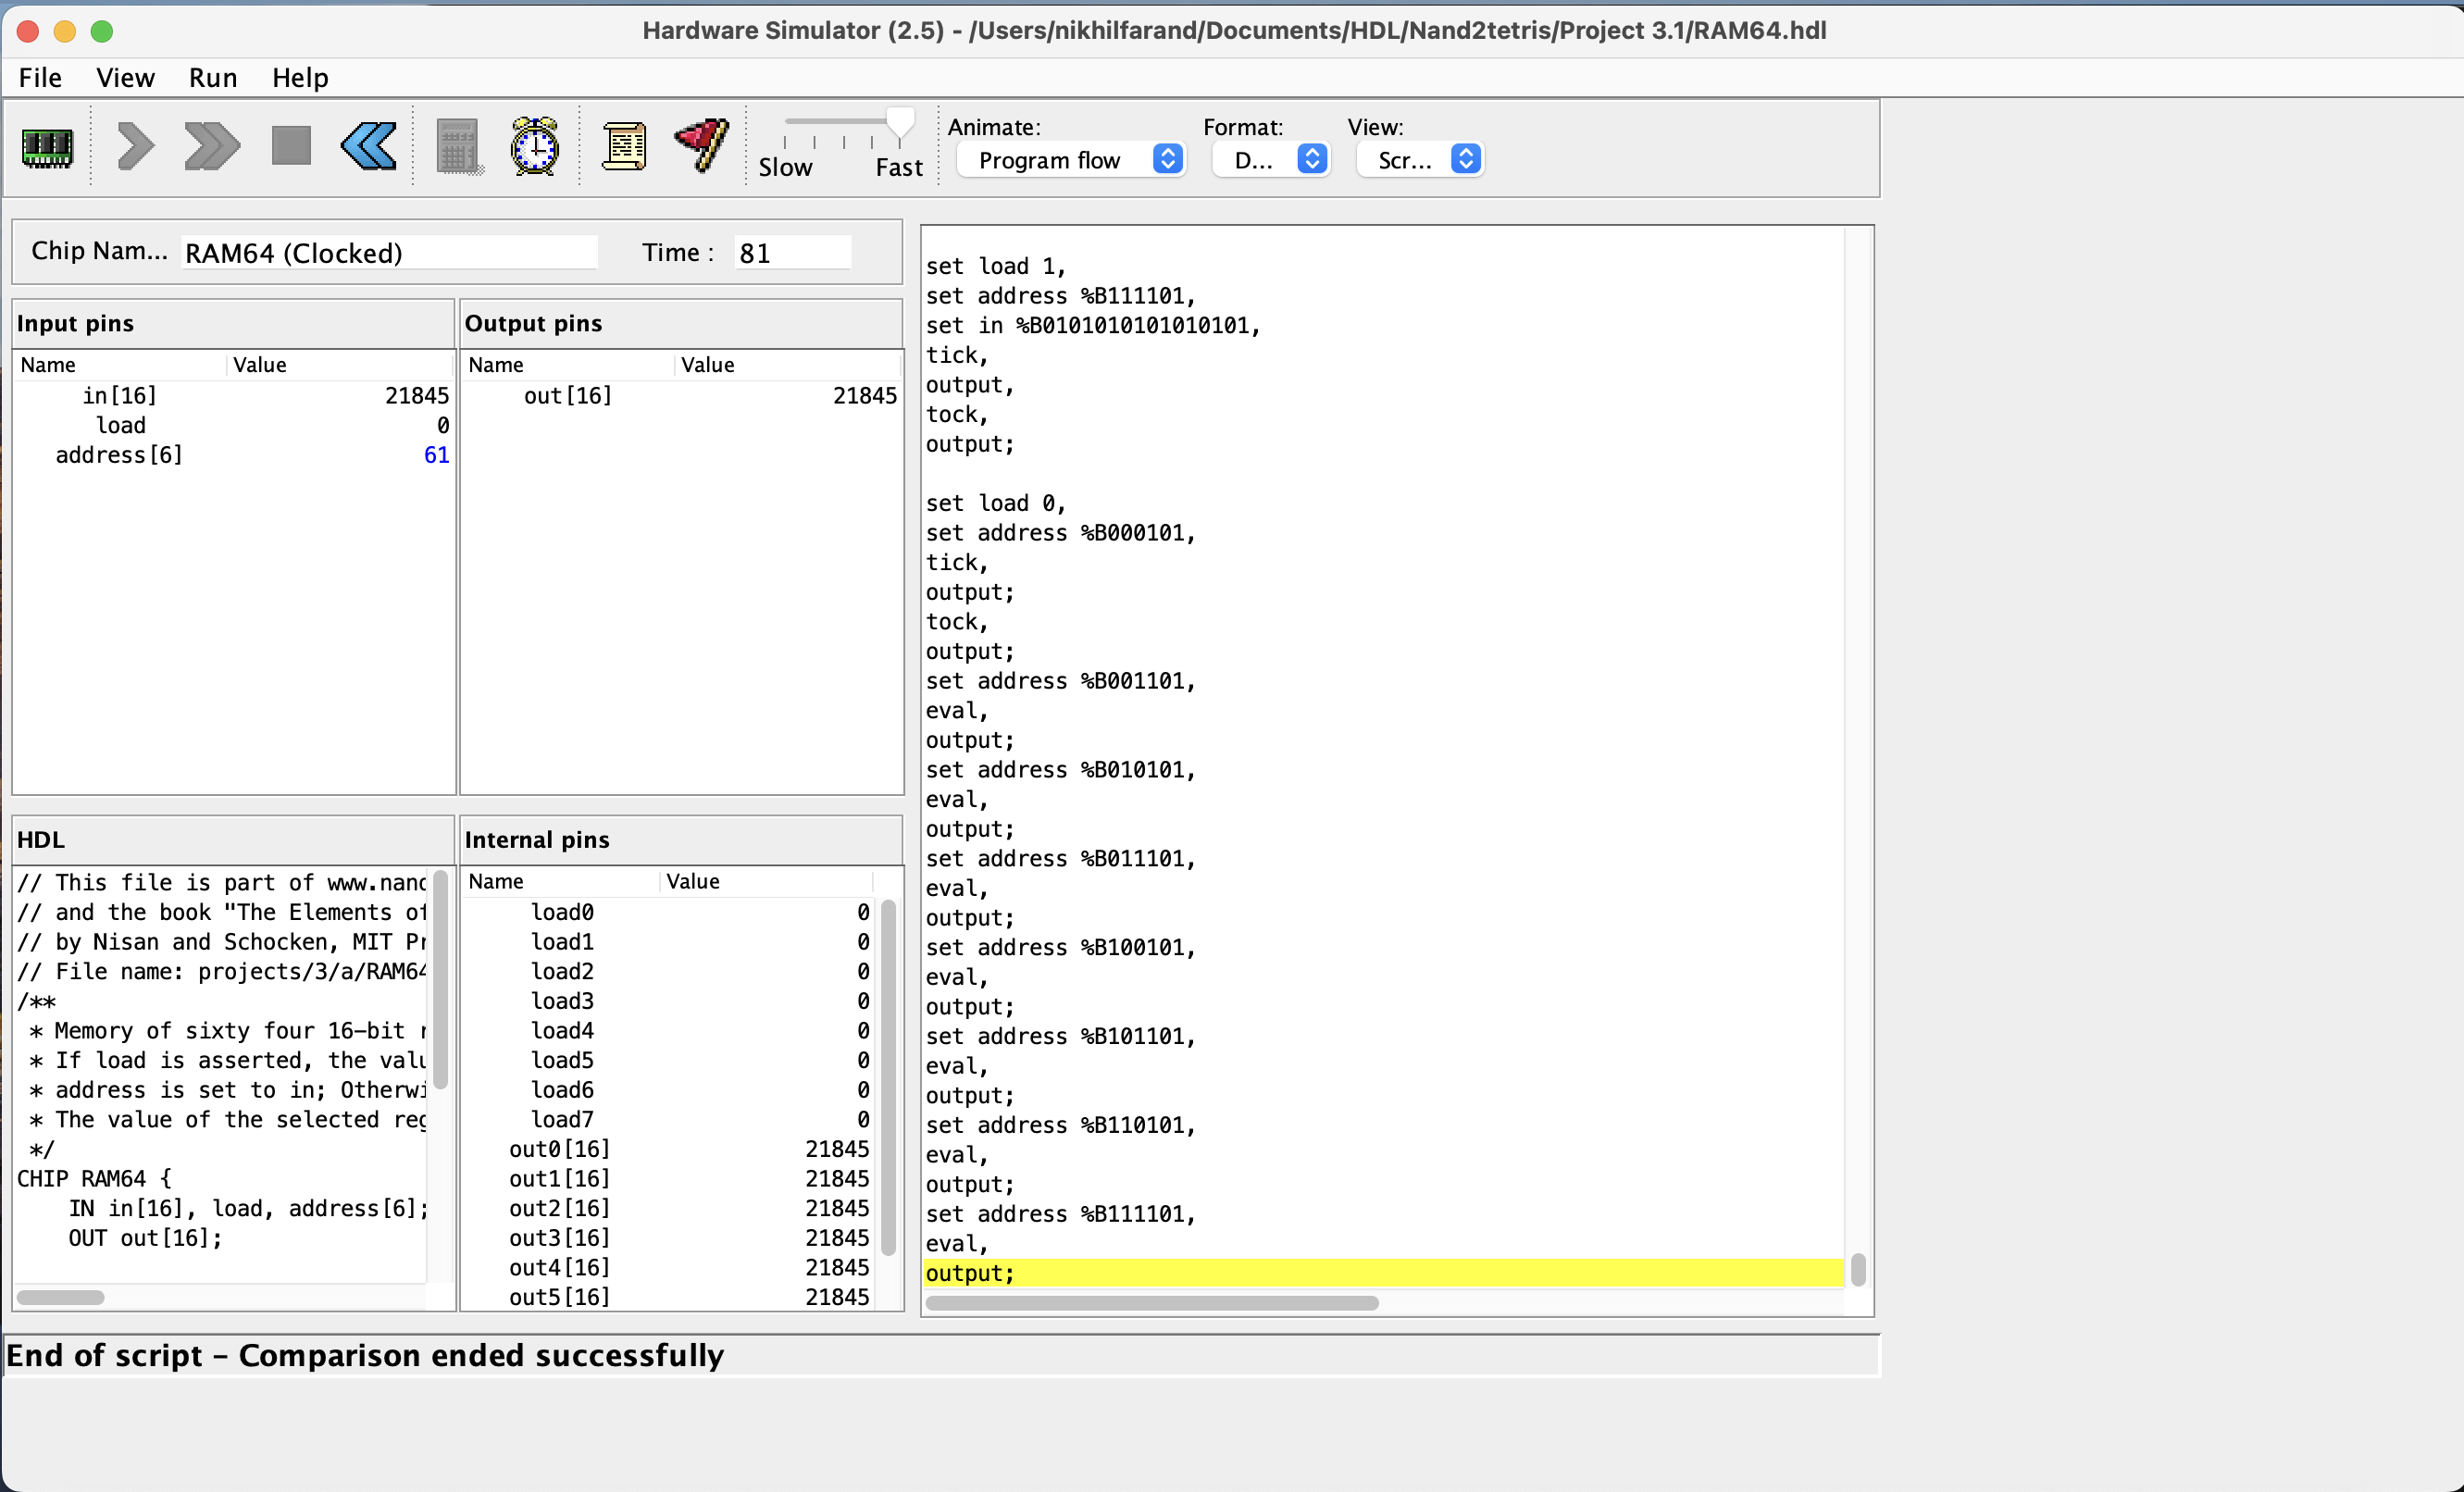 Hardware Simulator (2.5) - /Users/nikhilfarand/Documents/HDL/Nand2tetris/Project 3.1/RAM64.hdl
File View Run Help
Slow Fast
Animate: Format: View:
Program flow D... Scr...
Chip Nam... RAM64 (Clocked) Time : 81
Input pins
Name Value
in[16] 21845
load 0
address[6] 61
Output pins
Name Value
out[16] 21845
HDL
// This file is part of www.nand
// and the book "The Elements of
// by Nisan and Schocken, MIT Pr
// File name: projects/3/a/RAM64
/**
* Memory of sixty four 16-bit r
* If load is asserted, the valu
* address is set to in; Otherwi
* The value of the selected reg
*/
CHIP RAM64 {
IN in[16], load, address[6];
OUT out[16];
Internal pins
Name Value
load0 0
load1 0
load2 0
load3 0
load4 0
load5 0
load6 0
load7 0
out0[16] 21845
out1[16] 21845
out2[16] 21845
out3[16] 21845
out4[16] 21845
out5[16] 21845
set load 1,
set address %B111101,
set in %B0101010101010101,
tick,
output,
tock,
output;
set load 0,
set address %B000101,
tick,
output;
tock,
output;
set address %B001101,
eval,
output;
set address %B010101,
eval,
output;
set address %B011101,
eval,
output;
set address %B100101,
eval,
output;
set address %B101101,
eval,
output;
set address %B110101,
eval,
output;
set address %B111101,
eval,
output;
End of script – Comparison ended successfully